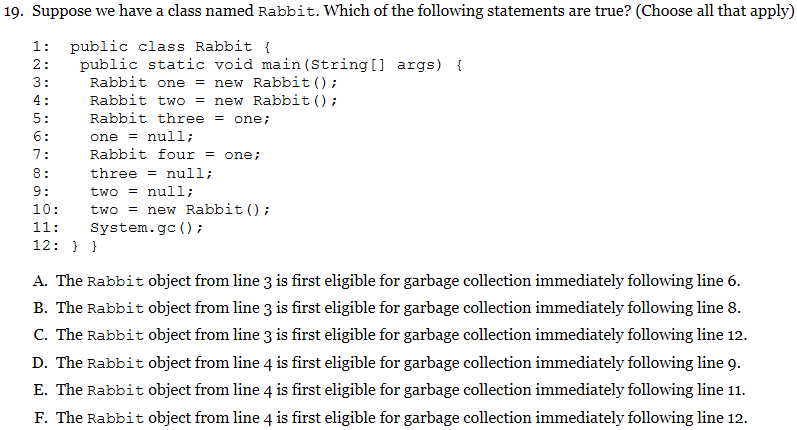 19. Suppose we have a class named Rabbit. Which of the following statements are true? (Choose all that apply)
1: public class Rabbit {
2: public static void main(String[] args) {
3: Rabbit one = new Rabbit();
4: Rabbit two = new Rabbit();
5: Rabbit three = one;
6: one = null;
7: Rabbit four = one;
8: three = null;
9: two = null;
10: two = new Rabbit();
11: System.gc();
12: } }
A. The Rabbit object from line 3 is first eligible for garbage collection immediately following line 6.
B. The Rabbit object from line 3 is first eligible for garbage collection immediately following line 8.
C. The Rabbit object from line 3 is first eligible for garbage collection immediately following line 12.
D. The Rabbit object from line 4 is first eligible for garbage collection immediately following line 9.
E. The Rabbit object from line 4 is first eligible for garbage collection immediately following line 11.
F. The Rabbit object from line 4 is first eligible for garbage collection immediately following line 12.